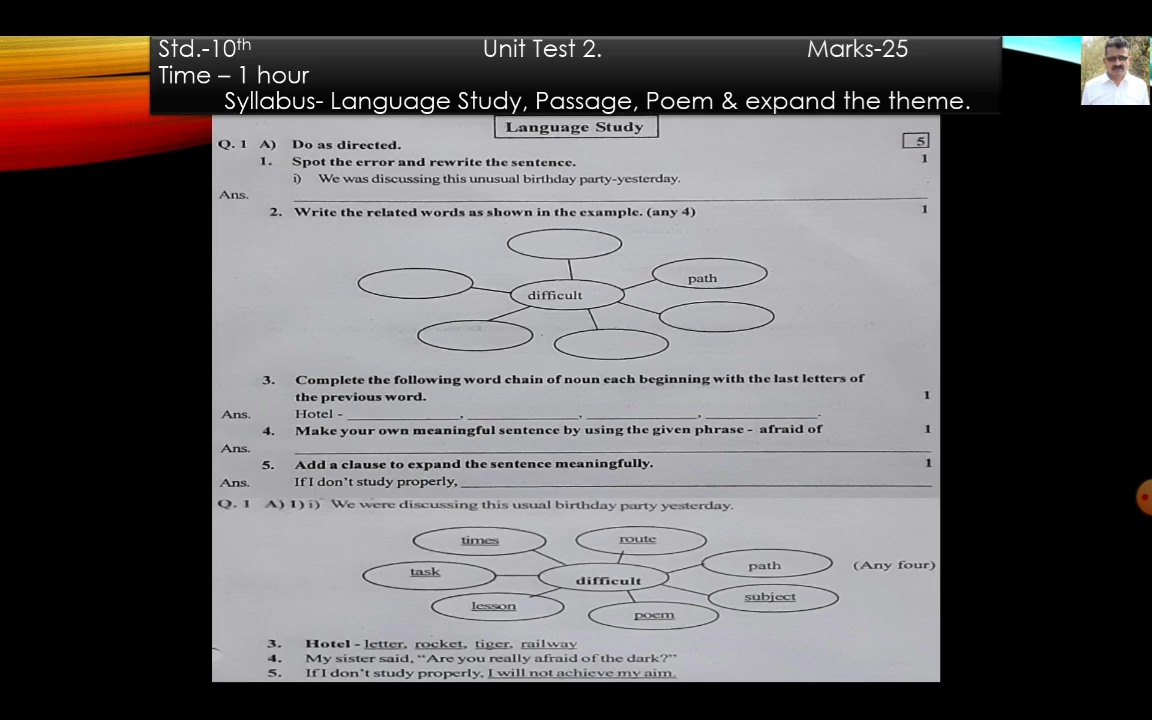 Std.-10th Unit Test 2. Marks-25
Time – 1 hour
Syllabus- Language Study, Passage, Poem & expand the theme.
Language Study
Q. 1 A) Do as directed. 5
1. Spot the error and rewrite the sentence. 1
i) We was discussing this unusual birthday party-yesterday.
Ans.
2. Write the related words as shown in the example. (any 4) 1
path
difficult
3. Complete the following word chain of noun each beginning with the last letters of
the previous word. 1
Ans. Hotel - ____________, ____________, ____________, ____________.
4. Make your own meaningful sentence by using the given phrase - afraid of 1
Ans.
5. Add a clause to expand the sentence meaningfully. 1
Ans. If I don't study properly, ____________
Q. 1 A) 1) i) We were discussing this usual birthday party yesterday.
times route
path (Any four)
task difficult
subject
lesson poem
3. Hotel - letter, rocket, tiger, railway
4. My sister said, "Are you really afraid of the dark?"
5. If I don't study properly, I will not achieve my aim.